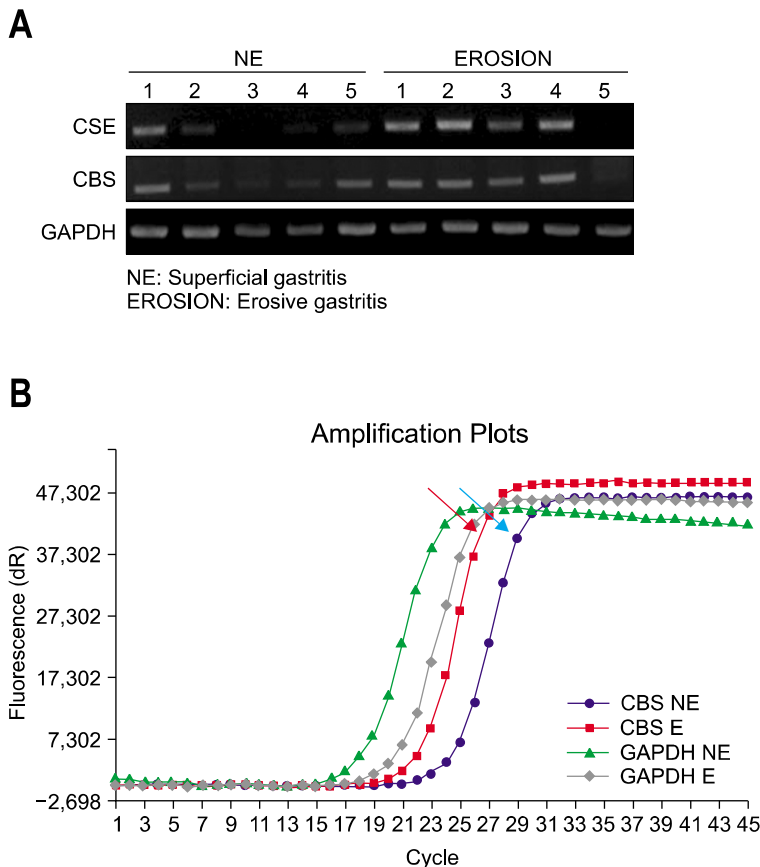 A
NE EROSION
1 2 3 4 5 1 2 3 4 5
CSE
CBS
GAPDH
NE: Superficial gastritis
EROSION: Erosive gastritis
B
Amplification Plots
Fluorescence (dR)
47,302
37,302
27,302
17,302
7,302
−2,698
CBS NE
CBS E
GAPDH NE
GAPDH E
1 3 5 7 9 11 13 15 17 19 21 23 25 27 29 31 33 35 37 39 41 43 45
Cycle